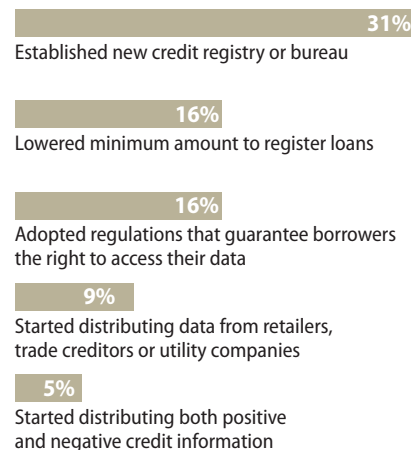 31%
Established new credit registry or bureau
16%
Lowered minimum amount to register loans
16%
Adopted regulations that guarantee borrowers
the right to access their data
9%
Started distributing data from retailers,
trade creditors or utility companies
5%
Started distributing both positive
and negative credit information